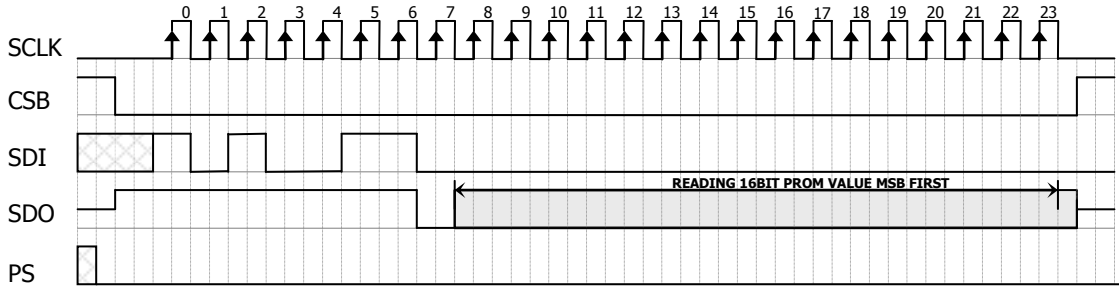 0 1 2 3 4 5 6 7 8 9 10 11 12 13 14 15 16 17 18 19 20 21 22 23
SCLK
CSB
SDI
READING 16BIT PROM VALUE MSB FIRST
SDO
PS